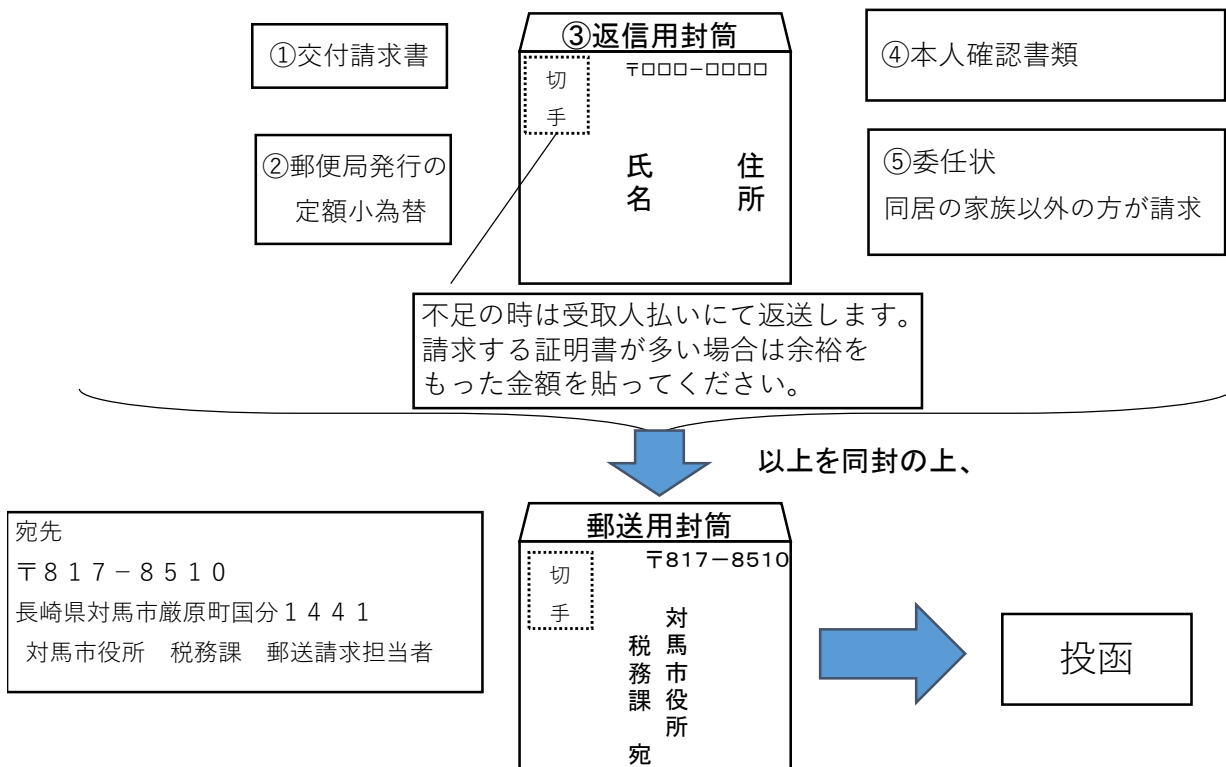 ①交付請求書
②郵便局発行の
定額小為替
③返信用封筒
切
手
〒□□□－□□□□
住所
氏名
④本人確認書類
⑤委任状
同居の家族以外の方が請求
不足の時は受取人払いにて返送します。
請求する証明書が多い場合は余裕を
もった金額を貼ってください。
以上を同封の上、
宛先
〒８１７－８５１０
長崎県対馬市厳原町国分１４４１
対馬市役所　税務課　郵送請求担当者
郵送用封筒
切
手
〒817－8510
対馬市役所
税務課　宛
投函